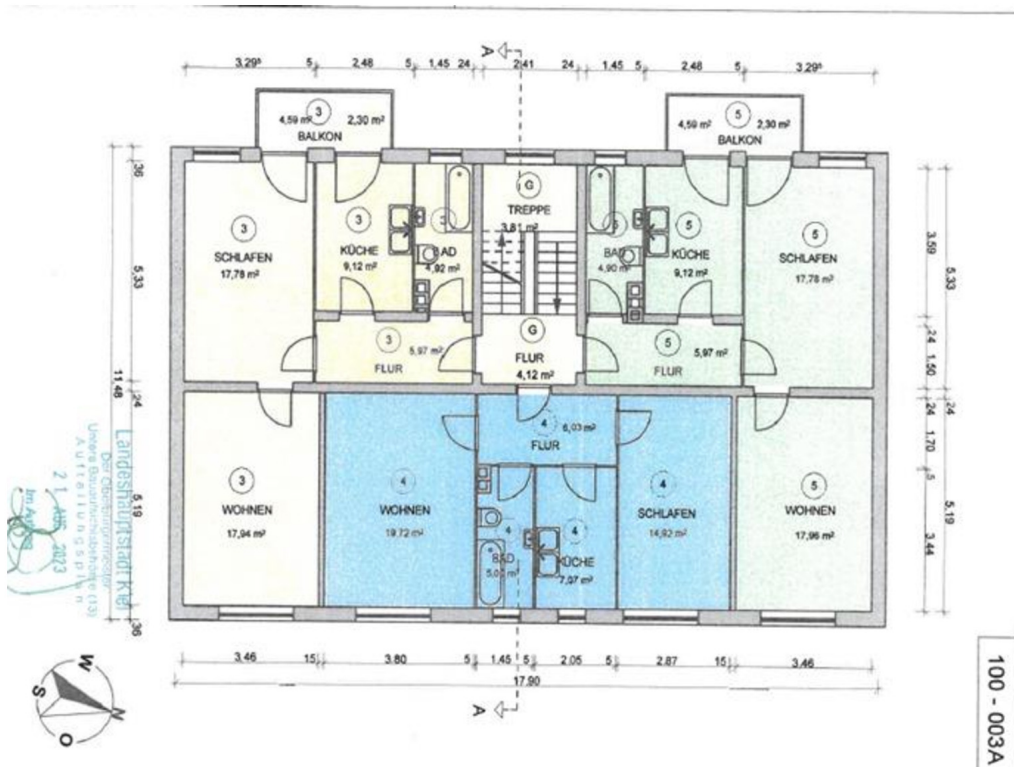 A
3.29⁵ 5 2.48 5 1.45 24 2.41 24 1.45 5 2.48 5 3.29⁵
3
4,59 m² 2,30 m²
BALKON
5
4,59 m² 2,30 m²
BALKON
3
SCHLAFEN
17,78 m²
3
KÜCHE
9,12 m²
3
BAD
4,92 m²
G
TREPPE
3,81 m²
BAD
4,90 m²
5
KÜCHE
9,12 m²
5
SCHLAFEN
17,78 m²
3
5,97 m²
FLUR
G
FLUR
4,12 m²
5
5,97 m²
FLUR
3
WOHNEN
17,94 m²
4
WOHNEN
19,72 m²
4
6,03 m²
FLUR
4
BAD
4
KÜCHE
7,07 m²
4
SCHLAFEN
14,92 m²
5
WOHNEN
17,96 m²
36 5.33 24 5.19 36
11.48
3.59 24 1.50 24 1.70 5 3.44
5.33 24 5.19
3.46 15 3.80 5 1.45 5 2.05 5 2.87 15 3.46
17.90
A
Landeshauptstadt Kiel
Der Oberbürgermeister
Untere Bauaufsichtsbehörde (13)
Aufteilungsplan
2 1. 2023
Im Auftrag
W
S
N
O
100 - 003A